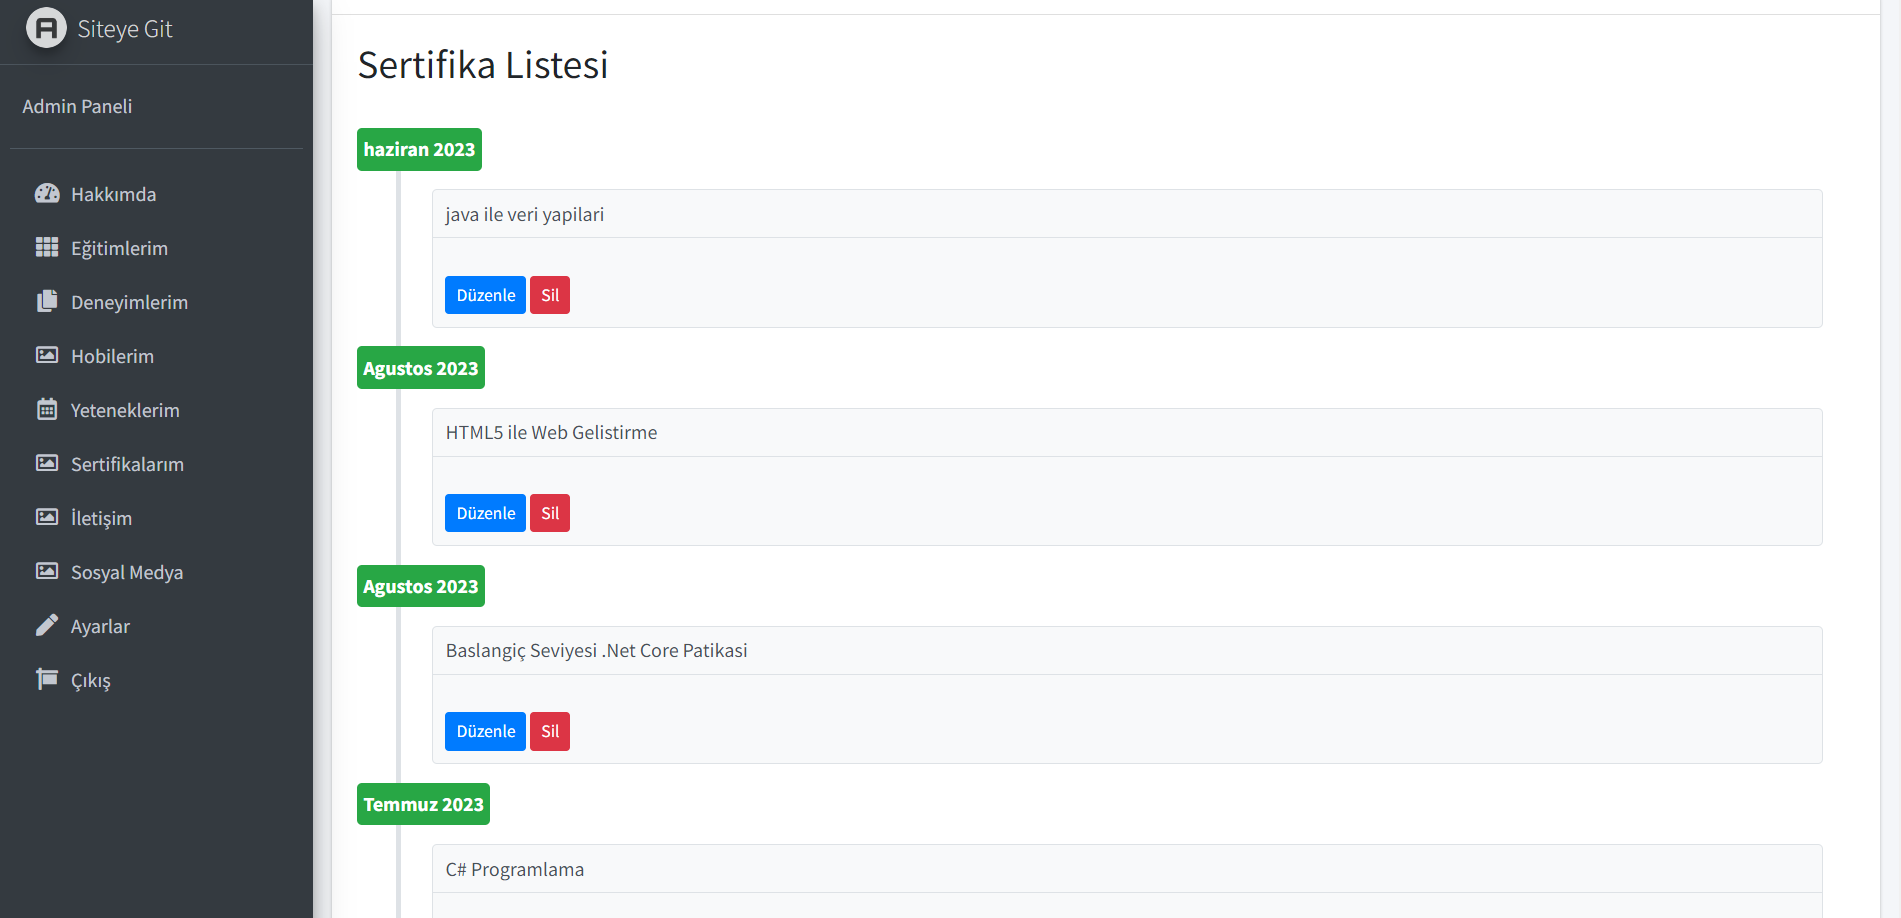 Siteye Git
Admin Paneli
Hakkımda
Eğitimlerim
Deneyimlerim
Hobilerim
Yeteneklerim
Sertifikalarım
İletişim
Sosyal Medya
Ayarlar
Çıkış
Sertifika Listesi
haziran 2023
java ile veri yapilari
Düzenle Sil
Agustos 2023
HTML5 ile Web Gelistirme
Düzenle Sil
Agustos 2023
Baslangiç Seviyesi .Net Core Patikasi
Düzenle Sil
Temmuz 2023
C# Programlama